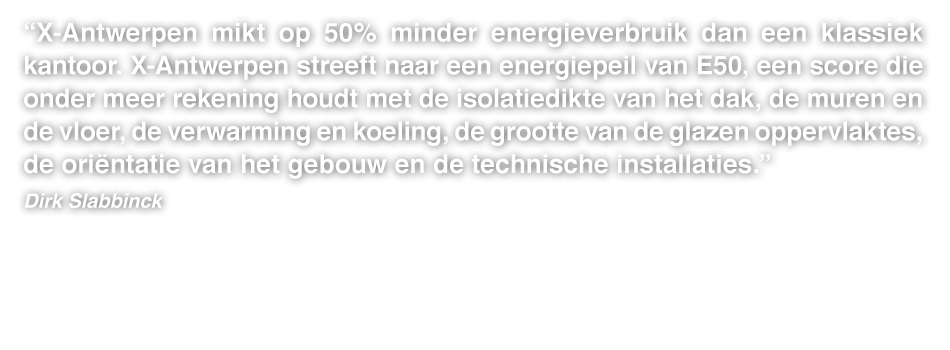 “X-Antwerpen mikt op 50% minder energieverbruik dan een klassiek
kantoor. X-Antwerpen streeft naar een energiepeil van E50, een score die
onder meer rekening houdt met de isolatiedikte van het dak, de muren en
de vloer, de verwarming en koeling, de grootte van de glazen oppervlaktes,
de oriëntatie van het gebouw en de technische installaties.”
Dirk Slabbinck